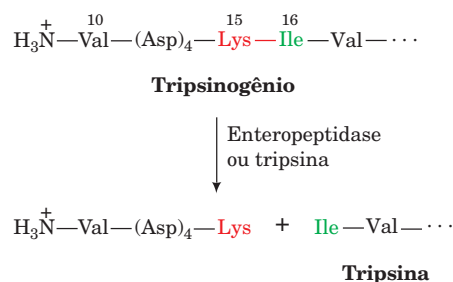 10 15 16
H₃N⁺—Val—(Asp)₄—Lys—Ile—Val—···
Tripsinogênio
Enteropeptidase
ou tripsina
H₃N⁺—Val—(Asp)₄—Lys + Ile—Val—···
Tripsina